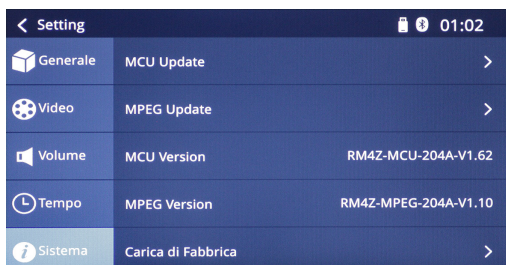 Setting 01:02
Generale MCU Update
Video MPEG Update
Volume MCU Version RM4Z-MCU-204A-V1.62
Tempo MPEG Version RM4Z-MPEG-204A-V1.10
Sistema Carica di Fabbrica